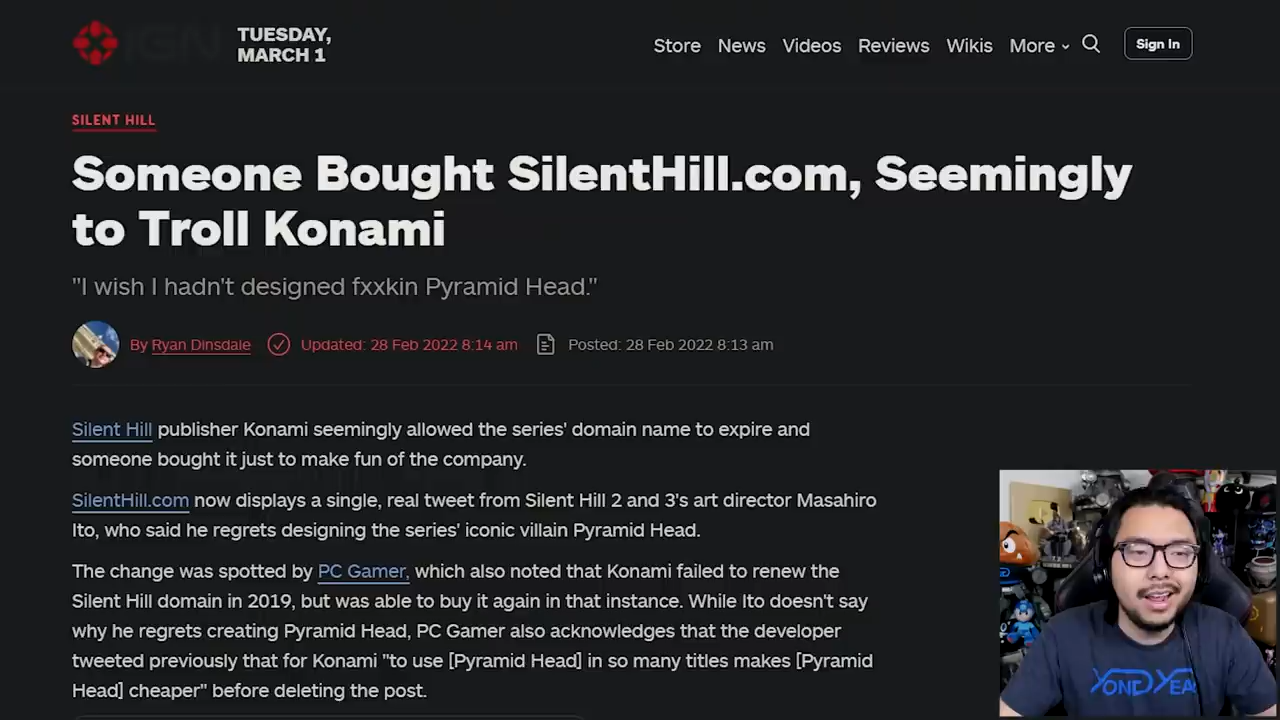 IGN
TUESDAY,
MARCH 1
Store News Videos Reviews Wikis More Sign In
SILENT HILL
Someone Bought SilentHill.com, Seemingly
to Troll Konami
"I wish I hadn't designed fxxkin Pyramid Head."
By Ryan Dinsdale Updated: 28 Feb 2022 8:14 am Posted: 28 Feb 2022 8:13 am
Silent Hill publisher Konami seemingly allowed the series' domain name to expire and
someone bought it just to make fun of the company.
SilentHill.com now displays a single, real tweet from Silent Hill 2 and 3's art director Masahiro
Ito, who said he regrets designing the series' iconic villain Pyramid Head.
The change was spotted by PC Gamer, which also noted that Konami failed to renew the
Silent Hill domain in 2019, but was able to buy it again in that instance. While Ito doesn't say
why he regrets creating Pyramid Head, PC Gamer also acknowledges that the developer
tweeted previously that for Konami "to use [Pyramid Head] in so many titles makes [Pyramid
Head] cheaper" before deleting the post.